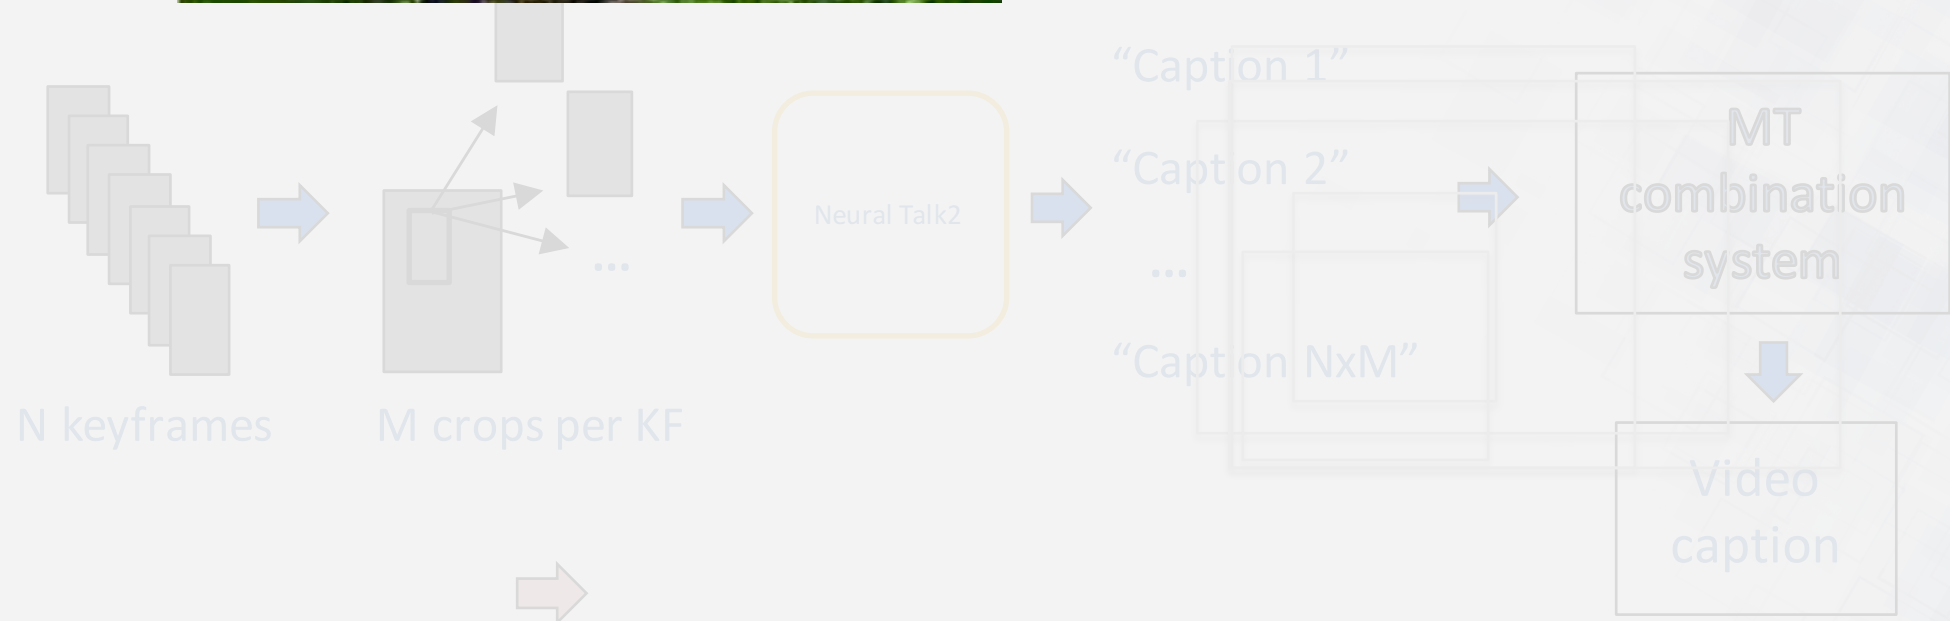 “Caption 1”
“Caption 2”
...
“Caption NxM”
Neural Talk2
...
N keyframes
M crops per KF
MT
combination
system
Video
caption